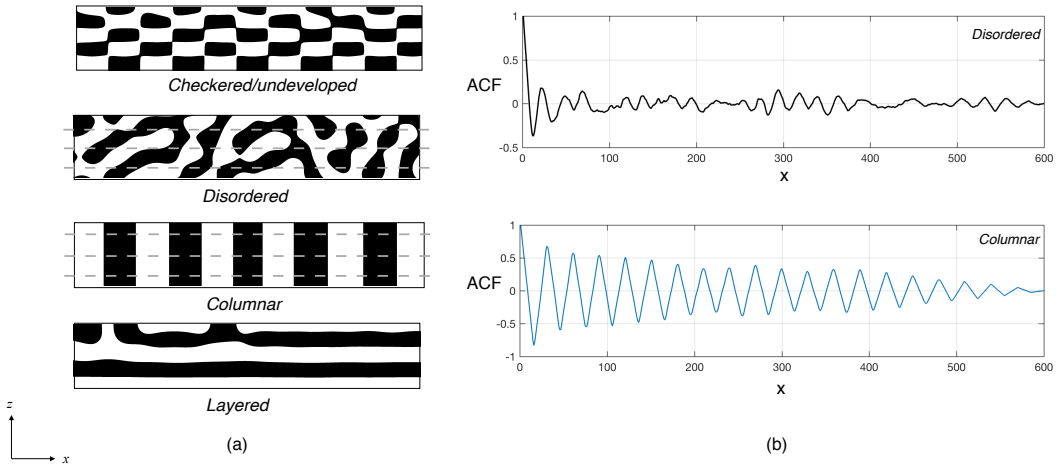 Checkered/undeveloped
Disordered
Columnar
Layered
z
x
(a)
1
0.5
0
-0.5
ACF
Disordered
0 100 200 300 400 500 600
x
1
0.5
0
-0.5
-1
ACF
Columnar
0 100 200 300 400 500 600
x
(b)